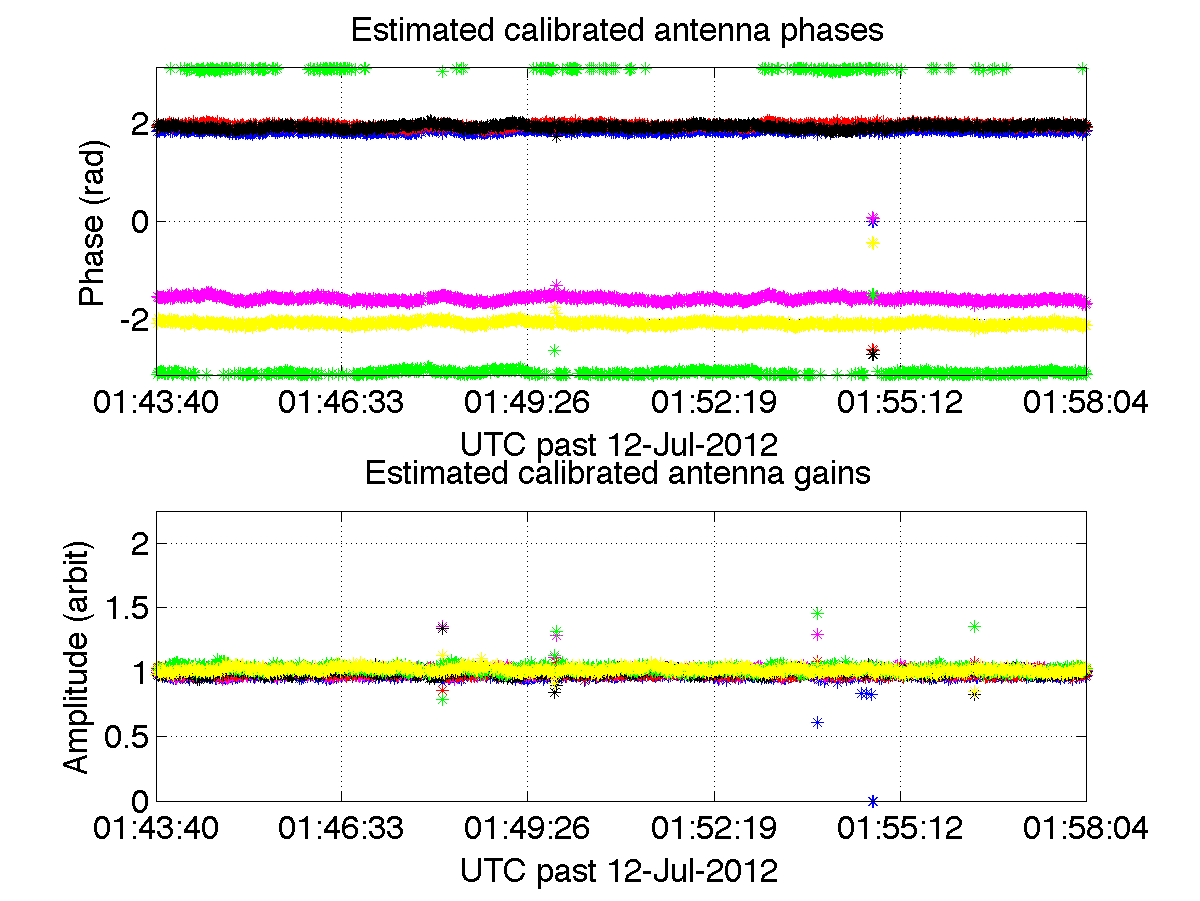 Estimated calibrated antenna phases
Phase (rad)
2
0
-2
01:43:40 01:46:33 01:49:26 01:52:19 01:55:12 01:58:04
UTC past 12-Jul-2012
Estimated calibrated antenna gains
Amplitude (arbit)
2
1.5
1
0.5
0
01:43:40 01:46:33 01:49:26 01:52:19 01:55:12 01:58:04
UTC past 12-Jul-2012